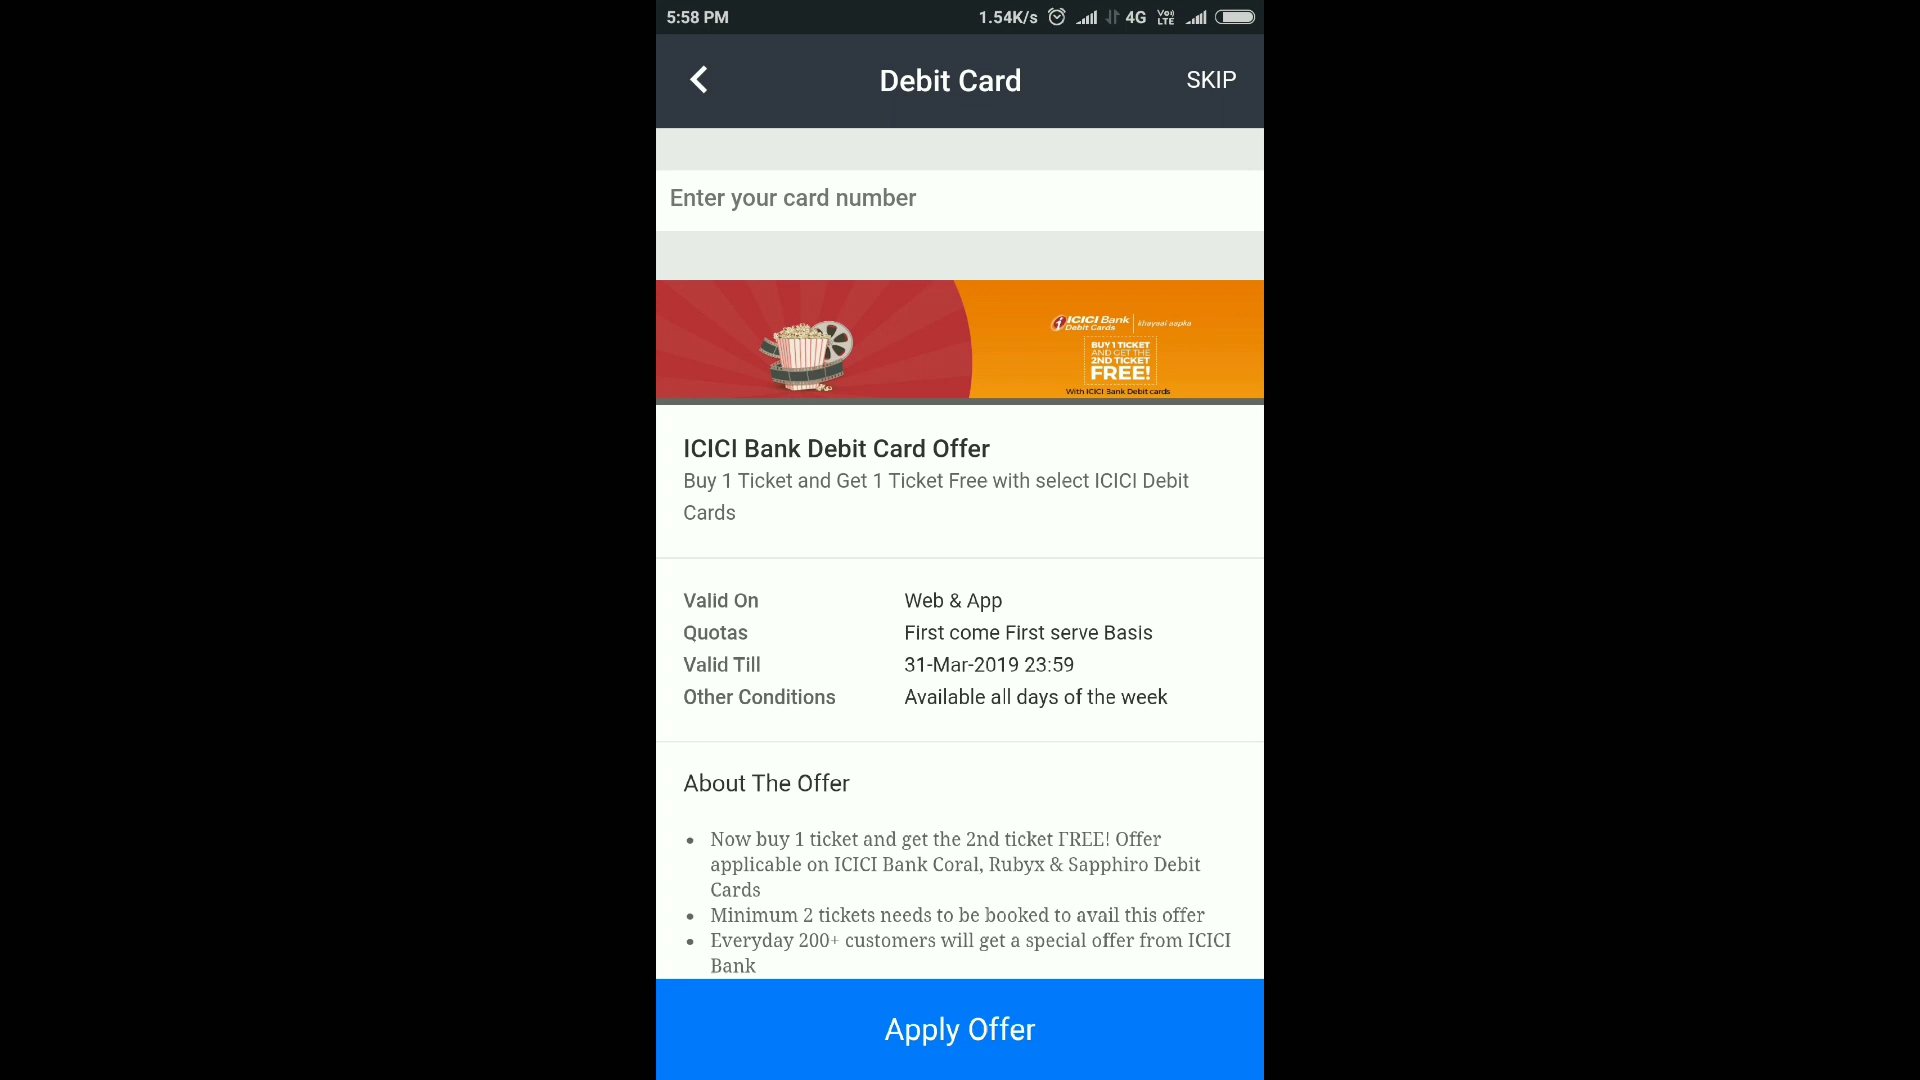 5:58 PM 1.54K/s 4G VoLTE
Debit Card SKIP
Enter your card number
ICICI Bank
Debit Cards khayaal aapka
BUY 1 TICKET
AND GET THE
2ND TICKET
FREE!
With ICICI Bank Debit cards
ICICI Bank Debit Card Offer
Buy 1 Ticket and Get 1 Ticket Free with select ICICI Debit
Cards
Valid On Web & App
Quotas First come First serve Basis
Valid Till 31-Mar-2019 23:59
Other Conditions Available all days of the week
About The Offer
• Now buy 1 ticket and get the 2nd ticket FREE! Offer
applicable on ICICI Bank Coral, Rubyx & Sapphiro Debit
Cards
• Minimum 2 tickets needs to be booked to avail this offer
• Everyday 200+ customers will get a special offer from ICICI
Bank
Apply Offer